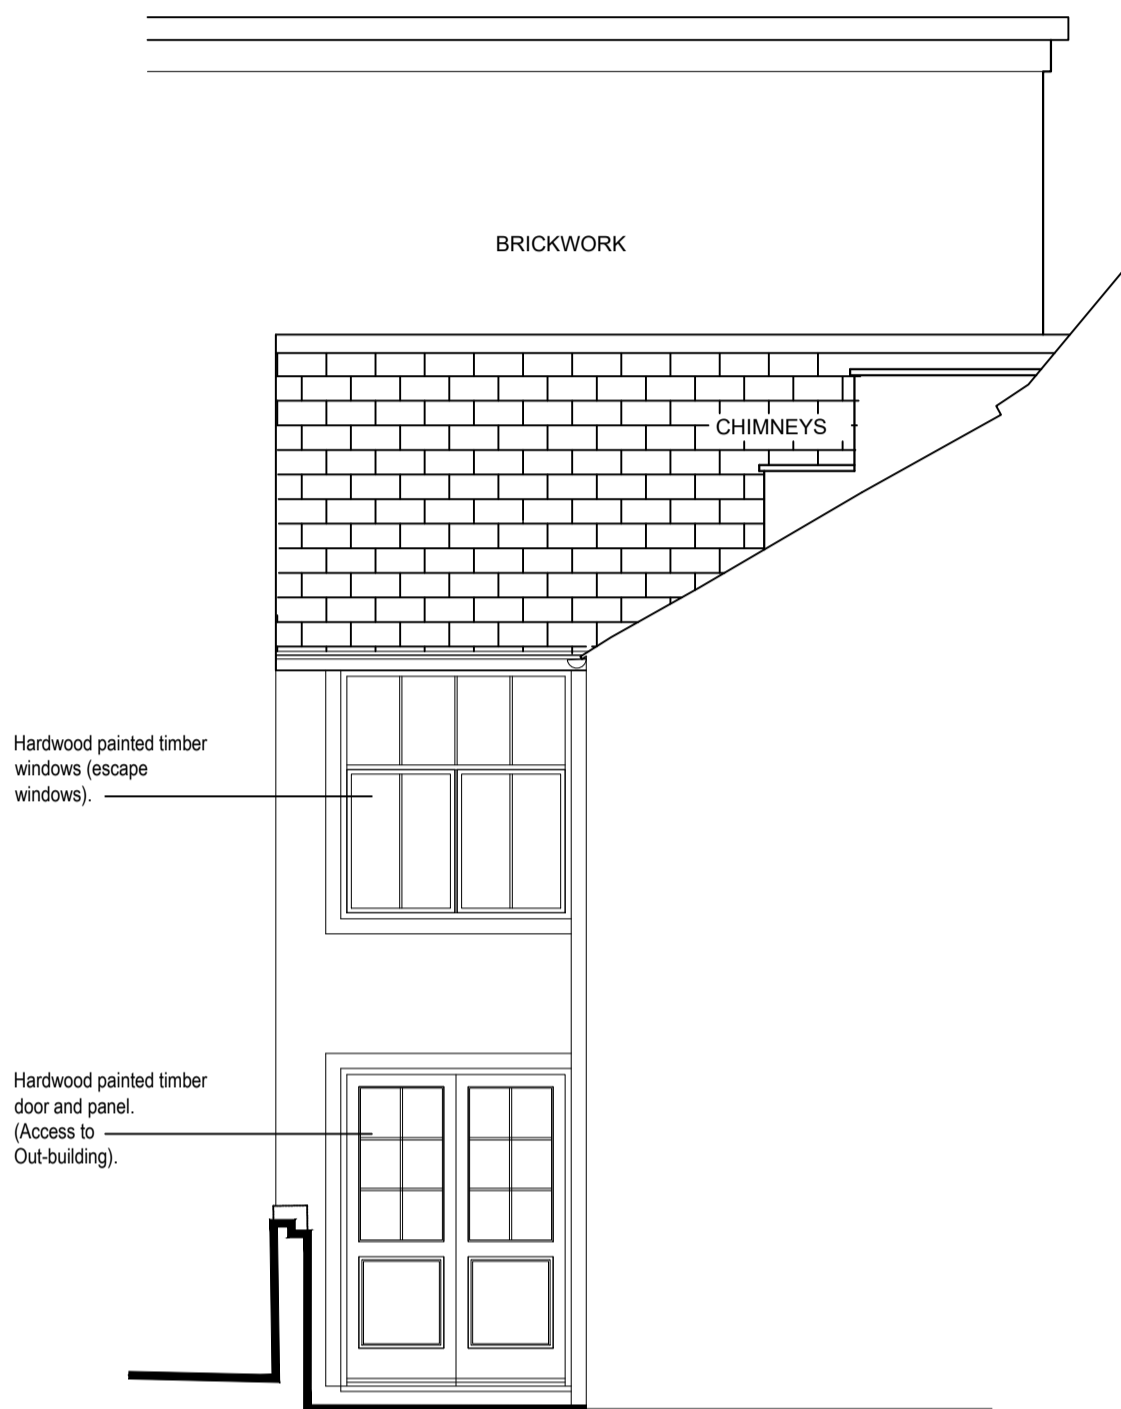 BRICKWORK
CHIMNEYS
Hardwood painted timber
windows (escape
windows).
Hardwood painted timber
door and panel.
(Access to
Out-building).